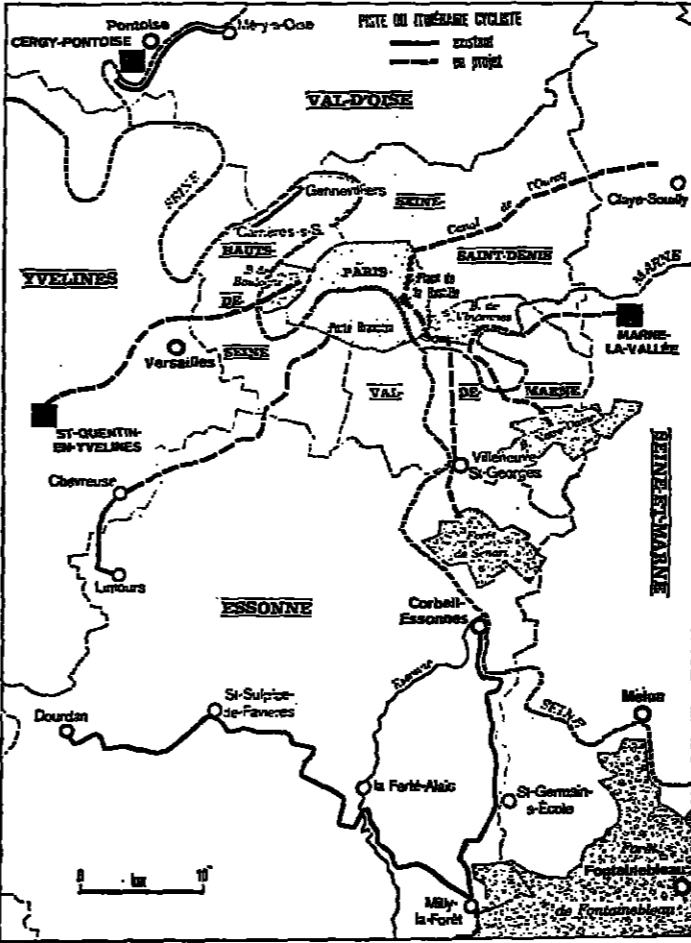 Pontoise
CERGY-PONTOISE
Méry-s-Oise
PISTE OU ITINÉRAIRE CYCLISTE
existant
en projet
VAL-D'OISE
SEINE
Gennevilliers
SEINE-
Canal de l'Ourcq
Claye-Souilly
Carrières-s-S.
HAUTS-
YVELINES
B. de
Boulogne
PARIS
SAINT-DENIS
Place de
la Bastille
MARNE
DE-
B. de
Vincennes
MARNE-
LA-VALLÉE
Versailles
SEINE
VAL-
DE-
MARNE
ST-QUENTIN-
EN-YVELINES
Villeneuve-
St-Georges
SEINE-ET-MARNE
Chevreuse
Forêt
de Sénart
Limours
ESSONNE
Corbeil-
Essonnes
Essonne
SEINE
Melun
St-Sulpice-
de-Favières
Dourdan
la Ferté-Alais
St-Germain-
s-École
Forêt
Fontainebleau
de Fontainebleau
0 km 10
Milly-
la-Forêt